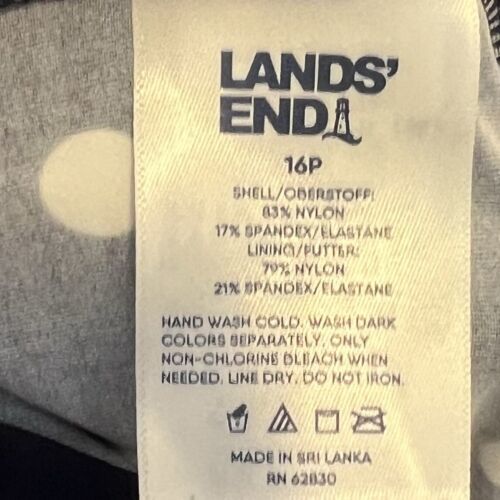 LANDS'
END
16P
SHELL/OBERSTOFF:
83% NYLON
17% SPANDEX/ELASTANE
LINING/FUTTER:
79% NYLON
21% SPANDEX/ELASTANE
HAND WASH COLD. WASH DARK
COLORS SEPARATELY. ONLY
NON-CHLORINE BLEACH WHEN
NEEDED. LINE DRY. DO NOT IRON.
MADE IN SRI LANKA
RN 62830